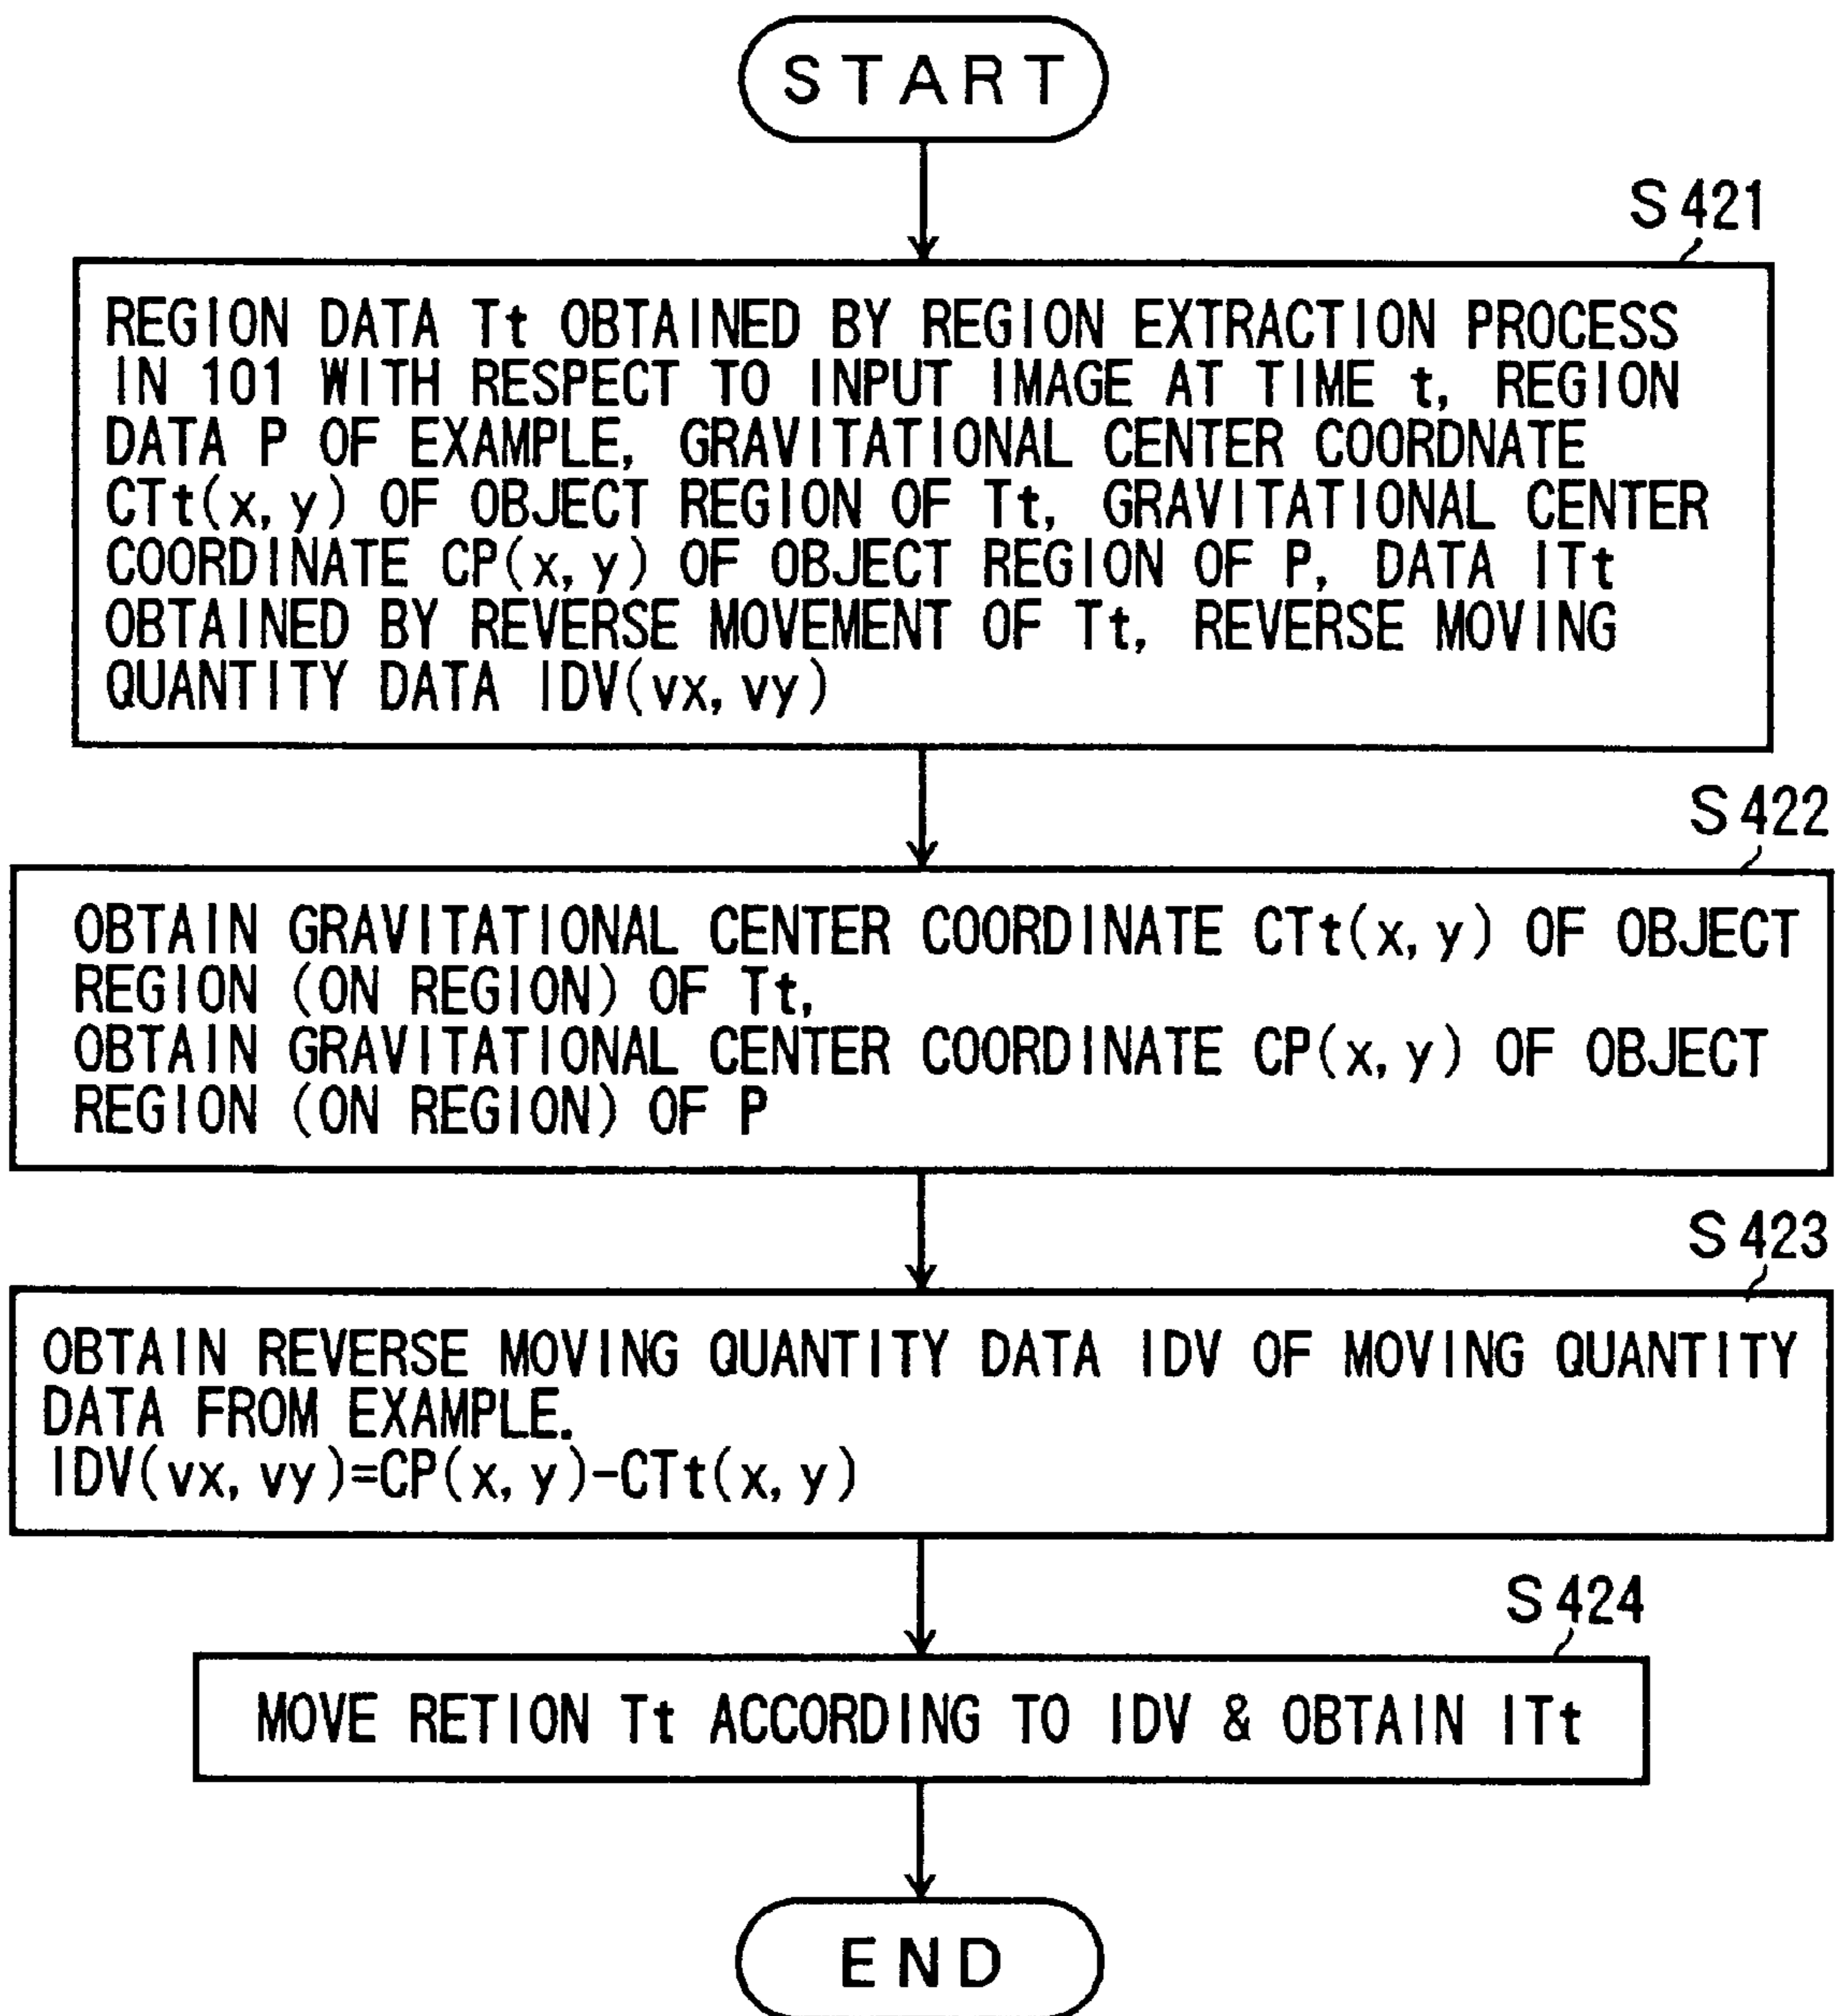 START
S421
REGION DATA Tt OBTAINED BY REGION EXTRACTION PROCESS
IN 101 WITH RESPECT TO INPUT IMAGE AT TIME t, REGION
DATA P OF EXAMPLE, GRAVITATIONAL CENTER COORDNATE
CTt(x, y) OF OBJECT REGION OF Tt, GRAVITATIONAL CENTER
COORDINATE CP(x, y) OF OBJECT REGION OF P, DATA ITt
OBTAINED BY REVERSE MOVEMENT OF Tt, REVERSE MOVING
QUANTITY DATA IDV(vx, vy)
S422
OBTAIN GRAVITATIONAL CENTER COORDINATE CTt(x, y) OF OBJECT
REGION (ON REGION) OF Tt,
OBTAIN GRAVITATIONAL CENTER COORDINATE CP(x, y) OF OBJECT
REGION (ON REGION) OF P
S423
OBTAIN REVERSE MOVING QUANTITY DATA IDV OF MOVING QUANTITY
DATA FROM EXAMPLE.
IDV(vx, vy)=CP(x, y)-CTt(x, y)
S424
MOVE RETION Tt ACCORDING TO IDV & OBTAIN ITt
END